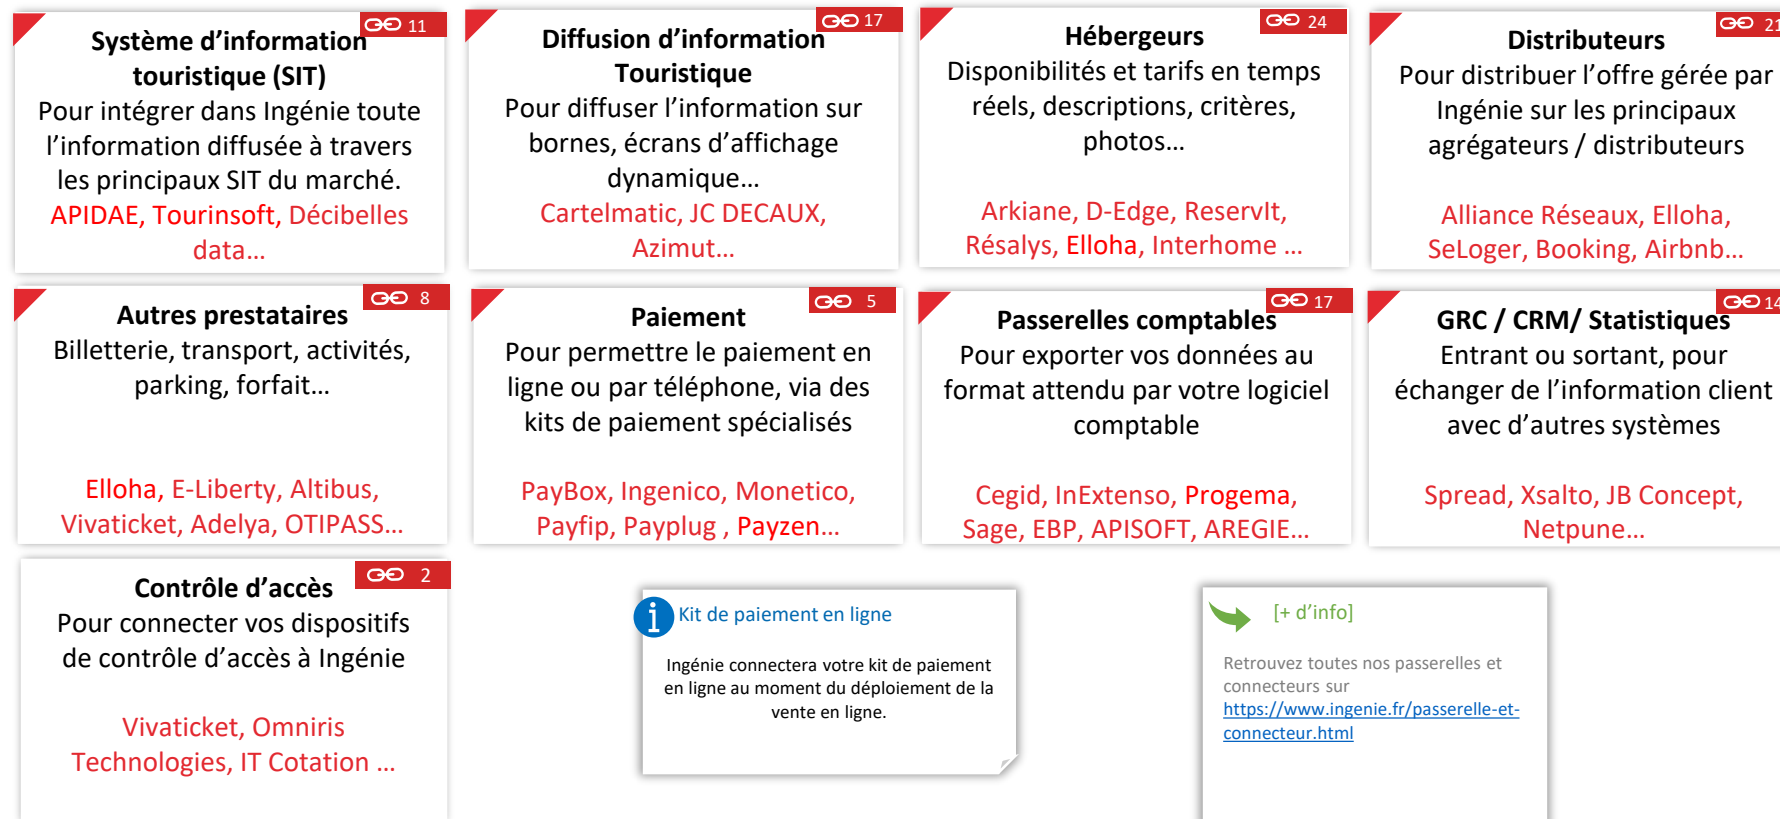 11
Système d’information
touristique (SIT)
Pour intégrer dans Ingénie toute
l’information diffusée à travers
les principaux SIT du marché.
APIDAE, Tourinsoft, Décibelles
data…
17
Diffusion d’information
Touristique
Pour diffuser l’information sur
bornes, écrans d’affichage
dynamique…
Cartelmatic, JC DECAUX,
Azimut…
24
Hébergeurs
Disponibilités et tarifs en temps
réels, descriptions, critères,
photos…
Arkiane, D-Edge, ReservIt,
Résalys, Elloha, Interhome …
21
Distributeurs
Pour distribuer l’offre gérée par
Ingénie sur les principaux
agrégateurs / distributeurs
Alliance Réseaux, Elloha,
SeLoger, Booking, Airbnb…
8
Autres prestataires
Billetterie, transport, activités,
parking, forfait…
Elloha, E-Liberty, Altibus,
Vivaticket, Adelya, OTIPASS…
5
Paiement
Pour permettre le paiement en
ligne ou par téléphone, via des
kits de paiement spécialisés
PayBox, Ingenico, Monetico,
Payfip, Payplug , Payzen…
17
Passerelles comptables
Pour exporter vos données au
format attendu par votre logiciel
comptable
Cegid, InExtenso, Progema,
Sage, EBP, APISOFT, AREGIE…
14
GRC / CRM/ Statistiques
Entrant ou sortant, pour
échanger de l’information client
avec d’autres systèmes
Spread, Xsalto, JB Concept,
Netpune…
2
Contrôle d’accès
Pour connecter vos dispositifs
de contrôle d’accès à Ingénie
Vivaticket, Omniris
Technologies, IT Cotation …
Kit de paiement en ligne
Ingénie connectera votre kit de paiement
en ligne au moment du déploiement de la
vente en ligne.
[+ d’info]
Retrouvez toutes nos passerelles et
connecteurs sur
https://www.ingenie.fr/passerelle-et-
connecteur.html